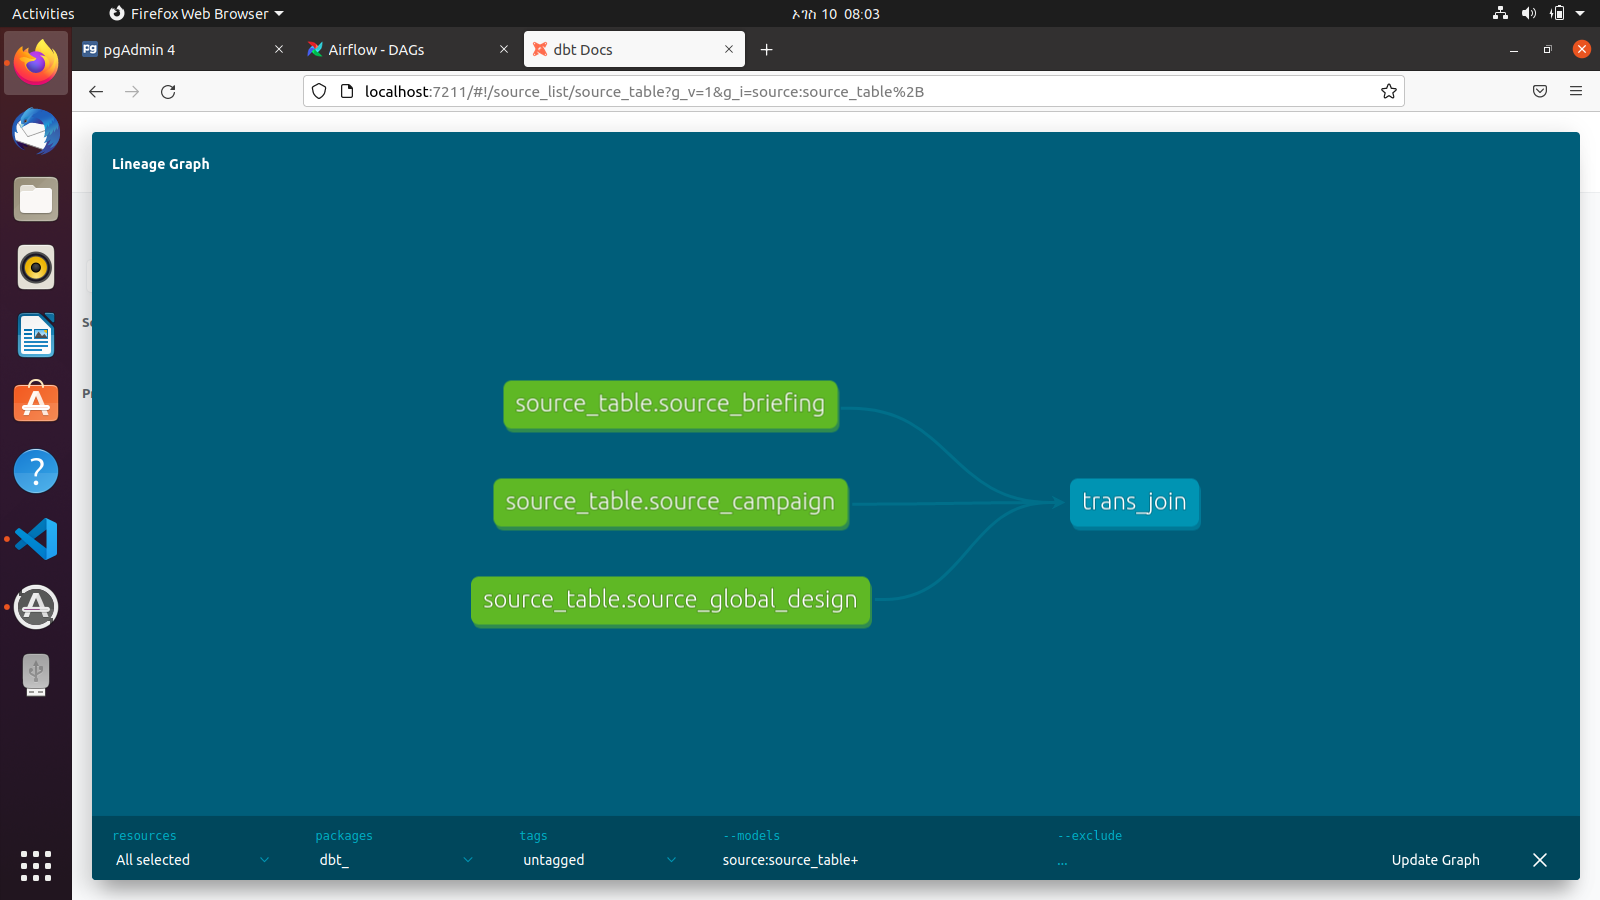 Activities
Firefox Web Browser
ኦገስ 10 08:03
pgAdmin 4
Airflow - DAGs
dbt Docs
localhost:7211/#!/source_list/source_table?g_v=1&g_i=source:source_table%2B
Lineage Graph
source_table.source_briefing
source_table.source_campaign
trans_join
source_table.source_global_design
resources
packages
tags
--models
--exclude
All selected
dbt_
untagged
source:source_table+
...
Update Graph